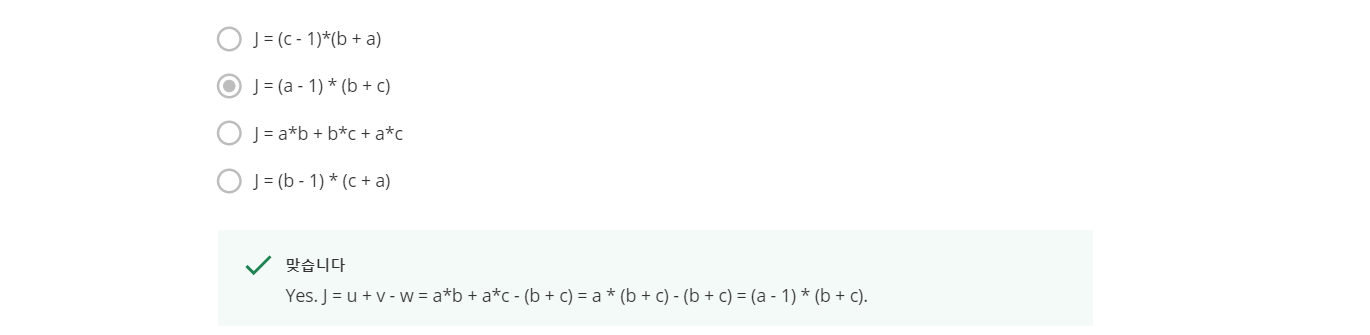 J = (c - 1)*(b + a)
J = (a - 1) * (b + c)
J = a*b + b*c + a*c
J = (b - 1) * (c + a)
맞습니다
Yes. J = u + v - w = a*b + a*c - (b + c) = a * (b + c) - (b + c) = (a - 1) * (b + c).